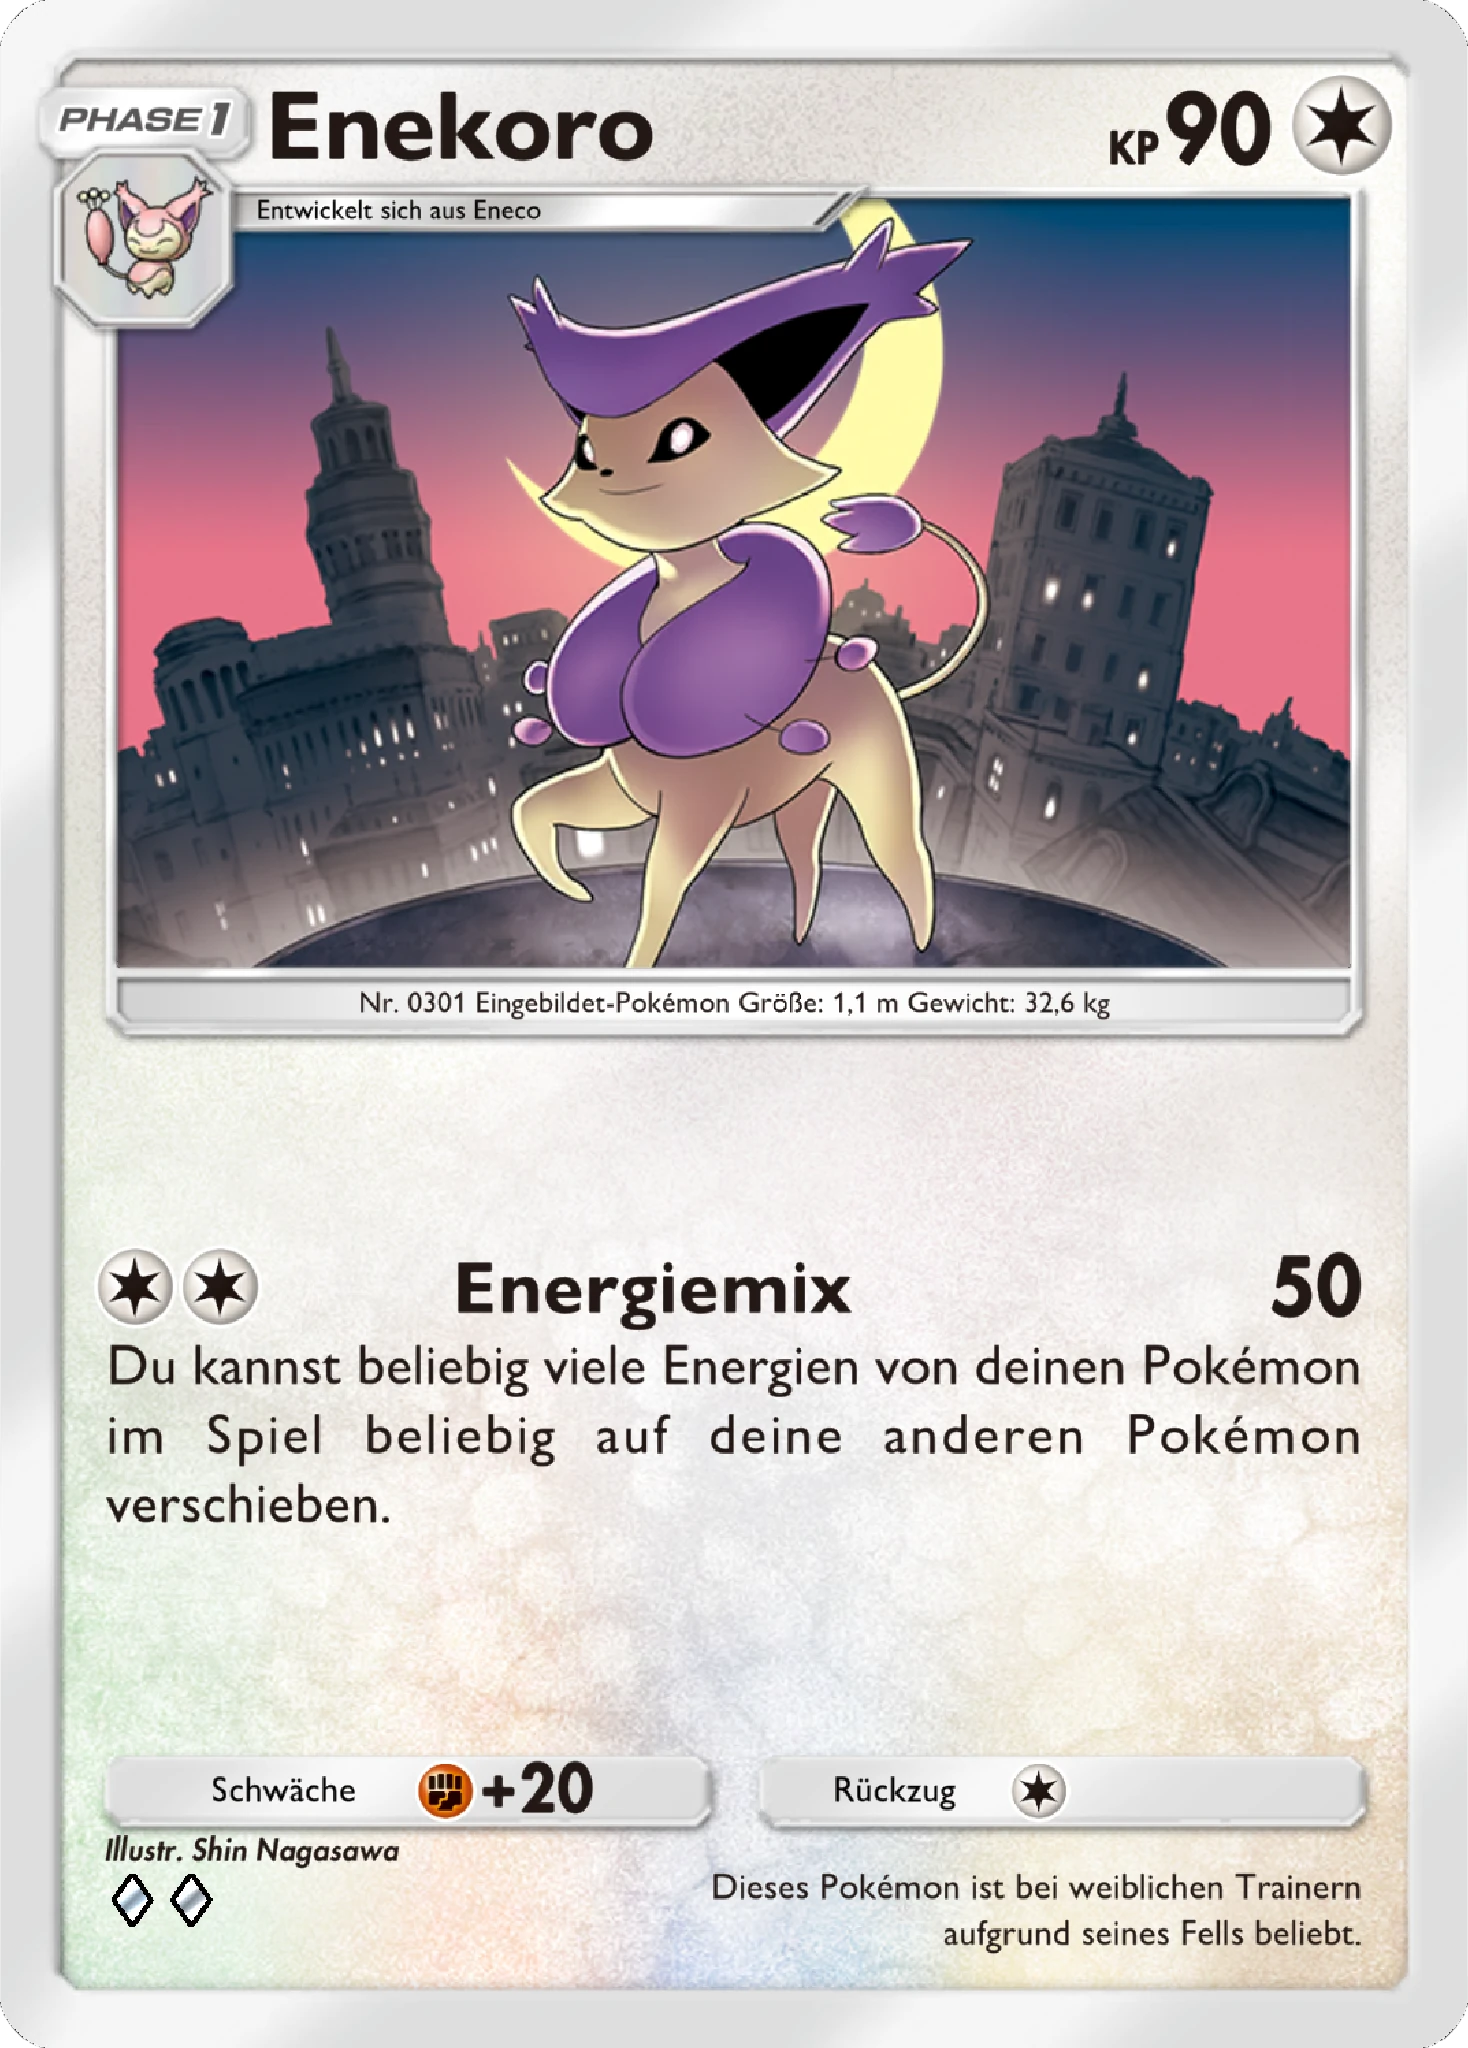 PHASE 1
Enekoro
KP 90
Entwickelt sich aus Eneco
Nr. 0301 Eingebildet-Pokémon Größe: 1,1 m Gewicht: 32,6 kg
Energiemix 50
Du kannst beliebig viele Energien von deinen Pokémon
im Spiel beliebig auf deine anderen Pokémon
verschieben.
Schwäche +20
Rückzug
Illustr. Shin Nagasawa
Dieses Pokémon ist bei weiblichen Trainern
aufgrund seines Fells beliebt.